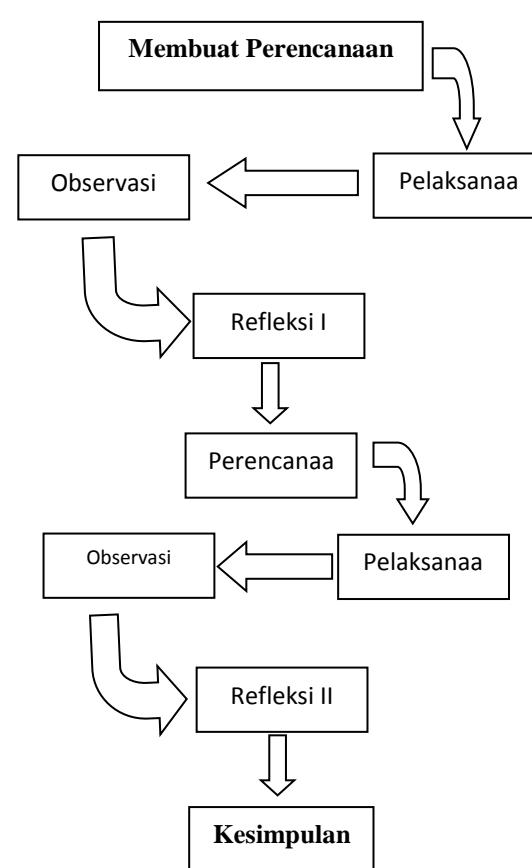 Membuat Perencanaan
Pelaksanaa
Observasi
Refleksi I
Perencanaa
Pelaksanaa
Observasi
Refleksi II
Kesimpulan